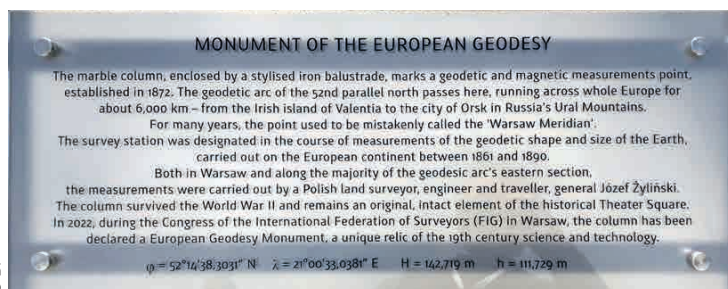 MONUMENT OF THE EUROPEAN GEODESY
The marble column, enclosed by a stylised iron balustrade, marks a geodetic and magnetic measurements point,
established in 1872. The geodetic arc of the 52nd parallel north passes here, running across whole Europe for
about 6,000 km – from the Irish island of Valentia to the city of Orsk in Russia's Ural Mountains.
For many years, the point used to be mistakenly called the 'Warsaw Meridian'.
The survey station was designated in the course of measurements of the geodetic shape and size of the Earth,
carried out on the European continent between 1861 and 1890.
Both in Warsaw and along the majority of the geodesic arc's eastern section,
the measurements were carried out by a Polish land surveyor, engineer and traveller, general Józef Żyliński.
The column survived the World War II and remains an original, intact element of the historical Theater Square.
In 2022, during the Congress of the International Federation of Surveyors (FIG) in Warsaw, the column has been
declared a European Geodesy Monument, a unique relic of the 19th century science and technology.
φ = 52°14'38,3031" N λ = 21°00'33,0381" E H = 142,719 m h = 111,729 m